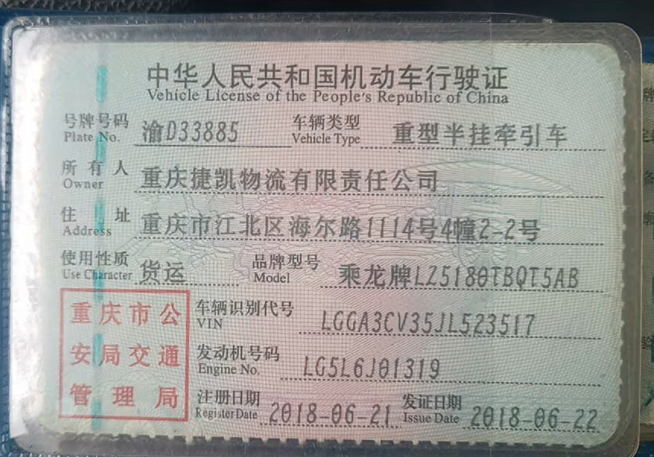 中华人民共和国机动车行驶证
Vehicle License of the People's Republic of China
号牌号码 渝D33885 车辆类型 重型半挂牵引车
Plate No. Vehicle Type
所有人 重庆捷凯物流有限责任公司
Owner
住址 重庆市江北区海尔路1114号4幢2-2号
Address
使用性质 货运 品牌型号 乘龙牌LZ5180TBQT5AB
Use Character Model
重庆市公安局交通管理局
车辆识别代号 LGGA3CV35JL523517
VIN
发动机号码 LG5L6J01319
Engine No.
注册日期 2018-06-21 发证日期 2018-06-22
Register Date Issue Date